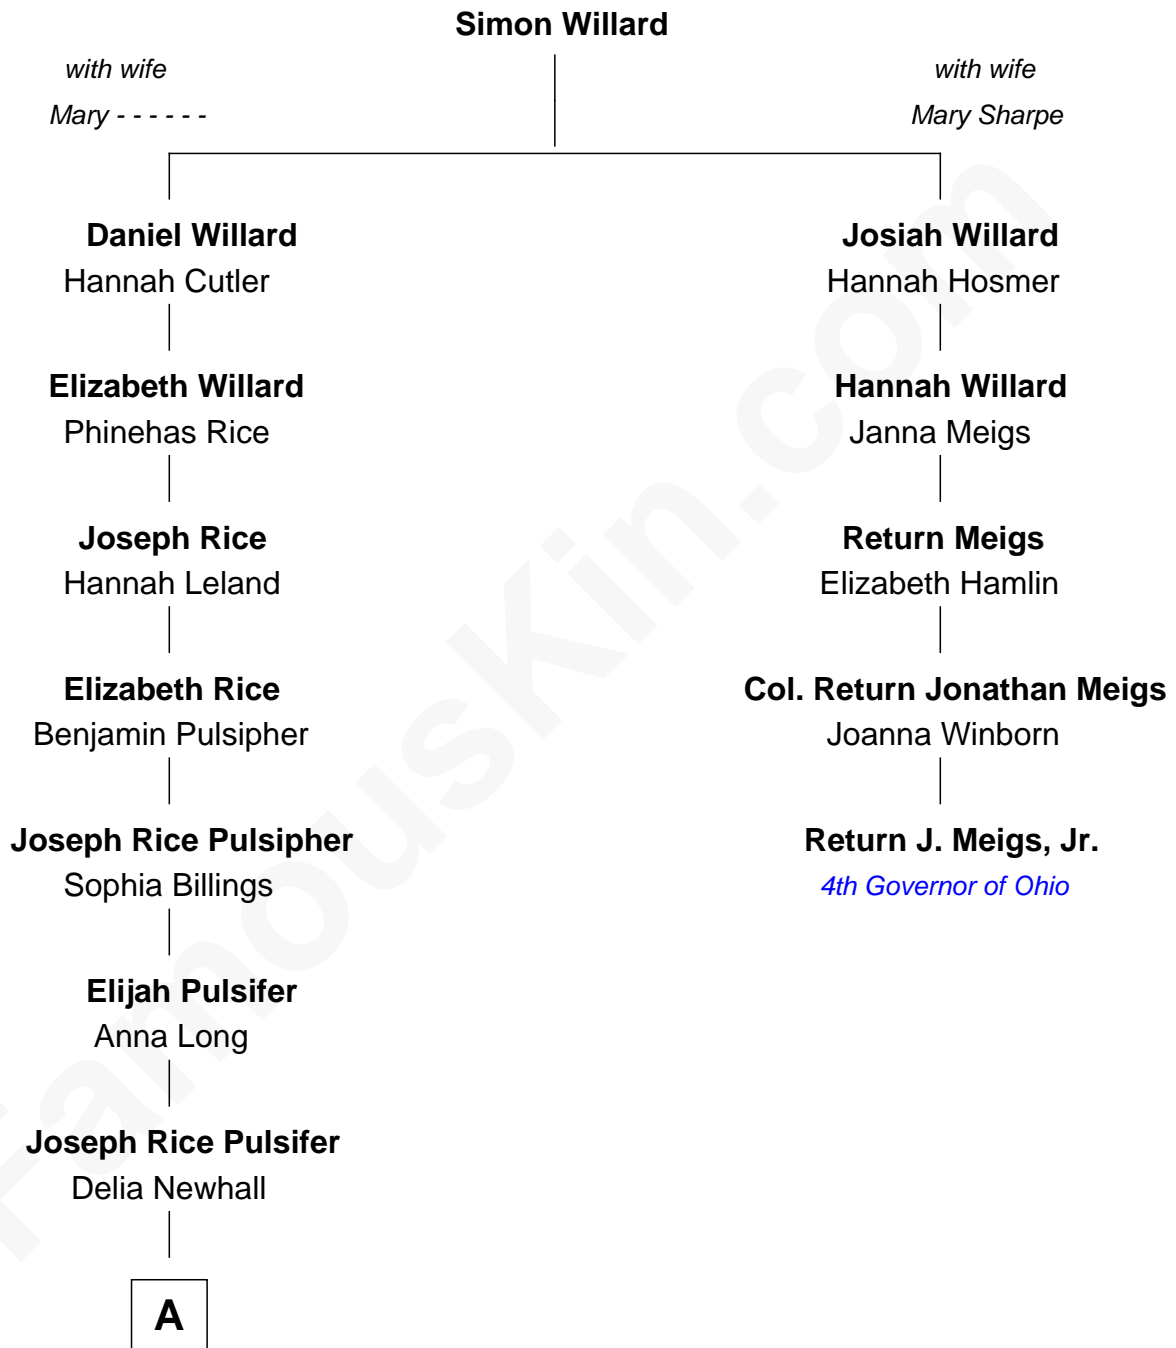 Simon Willard
with wife
Mary - - - - - -
with wife
Mary Sharpe
Daniel Willard
Hannah Cutler
Josiah Willard
Hannah Hosmer
Elizabeth Willard
Phinehas Rice
Hannah Willard
Janna Meigs
Joseph Rice
Hannah Leland
Return Meigs
Elizabeth Hamlin
Elizabeth Rice
Benjamin Pulsipher
Col. Return Jonathan Meigs
Joanna Winborn
Joseph Rice Pulsipher
Sophia Billings
Return J. Meigs, Jr.
4th Governor of Ohio
Elijah Pulsifer
Anna Long
Joseph Rice Pulsifer
Delia Newhall
A
FamousKin.com